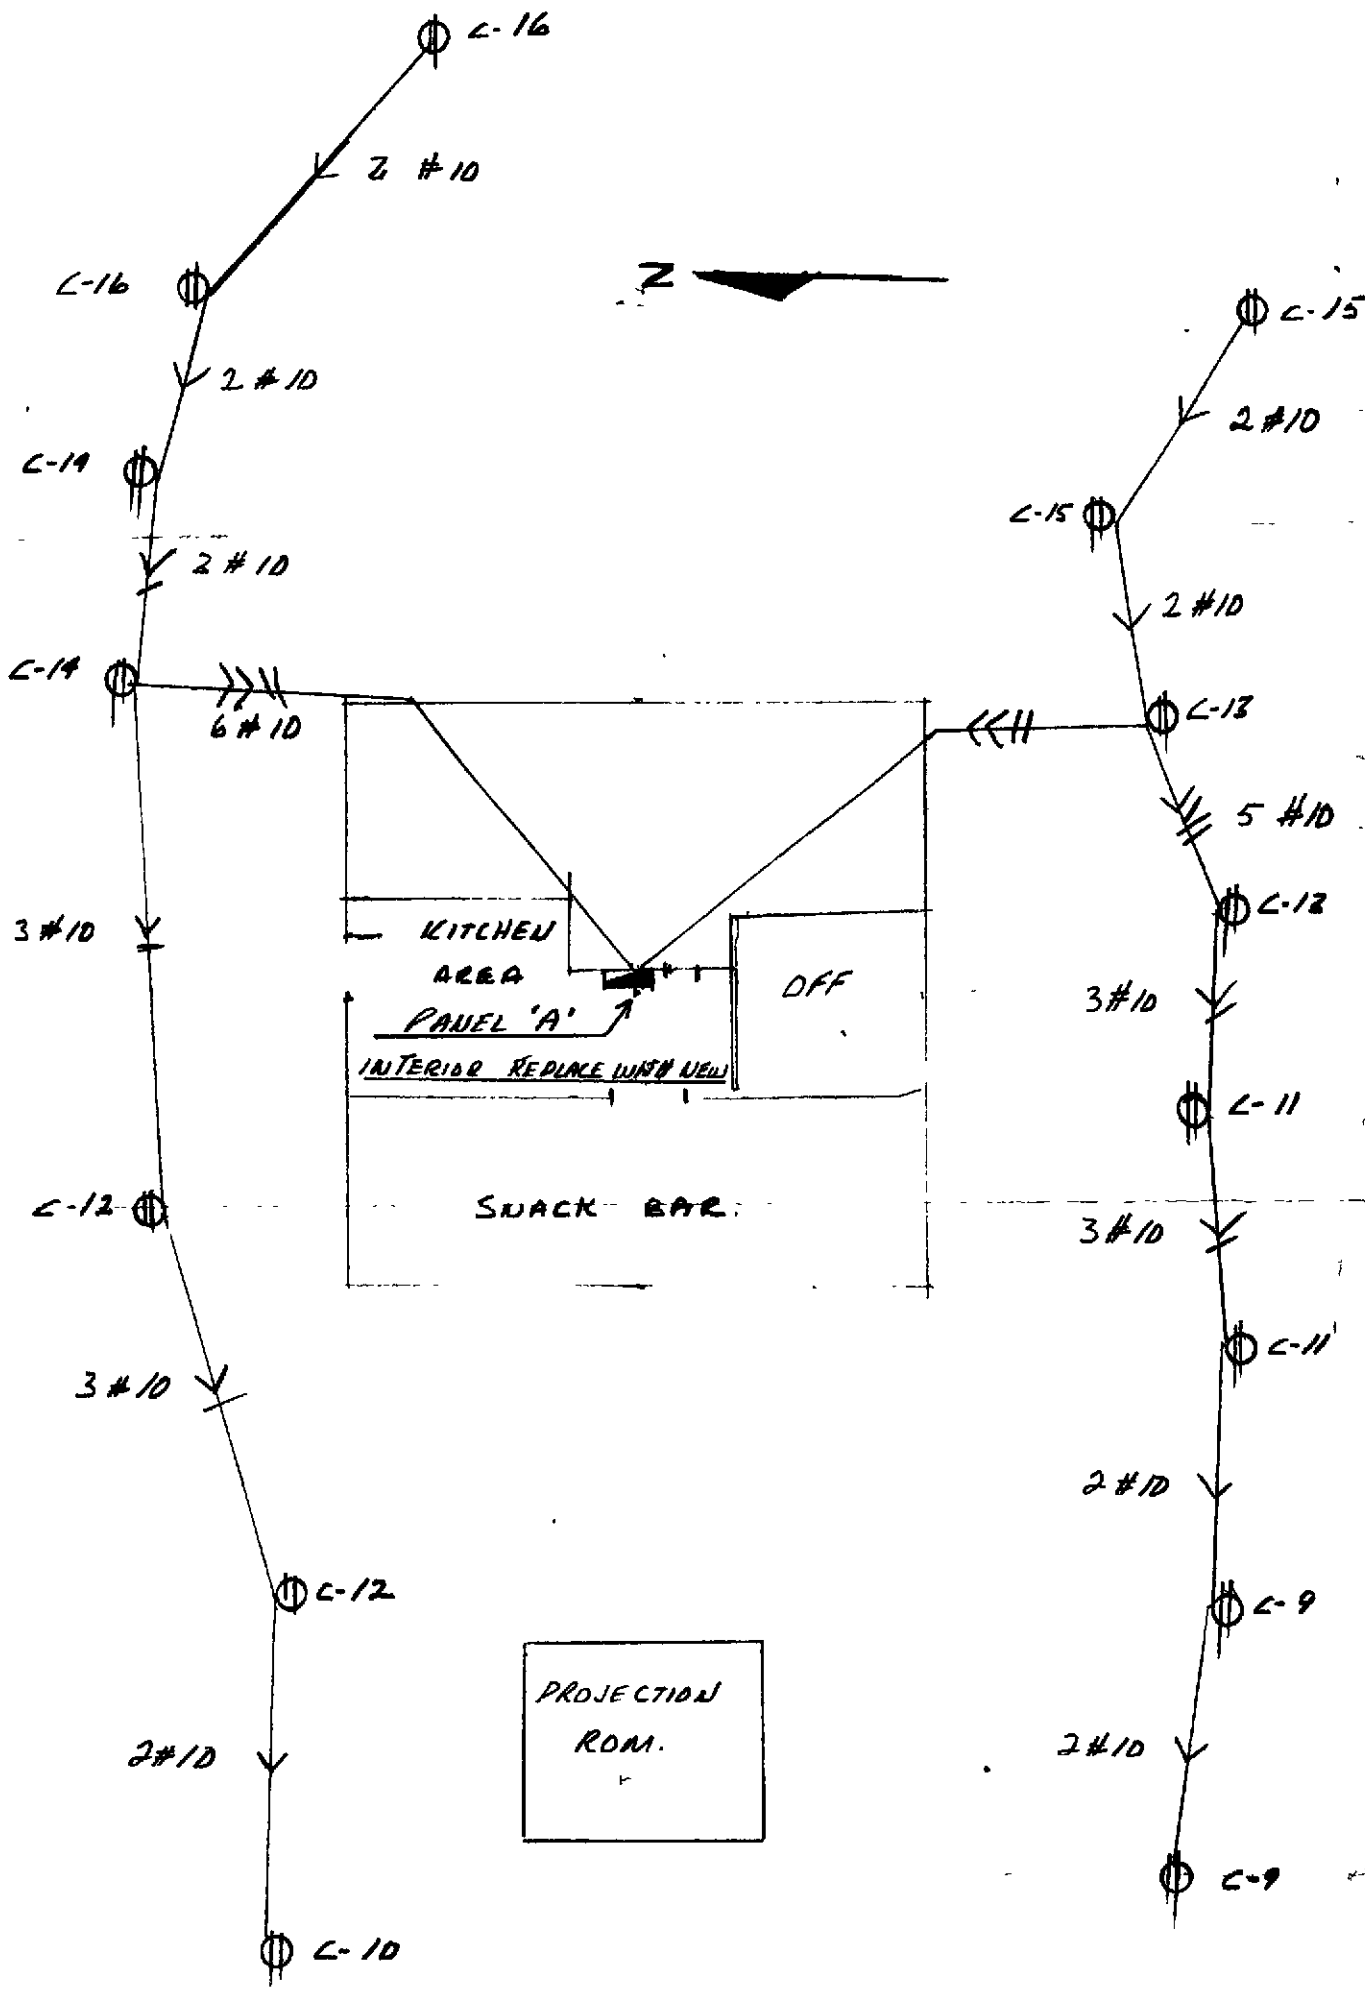 C-16
2 #10
C-16
N
C-15
2 #10
C-14
2 #10
C-15
2 #10
2 #10
C-14
6 #10
C-13
5 #10
C-13
3 #10
KITCHEN
AREA
OFF
3 #10
PANEL 'A'
INTERIOR REPLACE WITH NEW
C-11
C-12
SNACK BAR.
3 #10
C-11
3 #10
2 #10
C-12
C-9
PROJECTION
ROM.
2 #10
2 #10
C-9
C-10